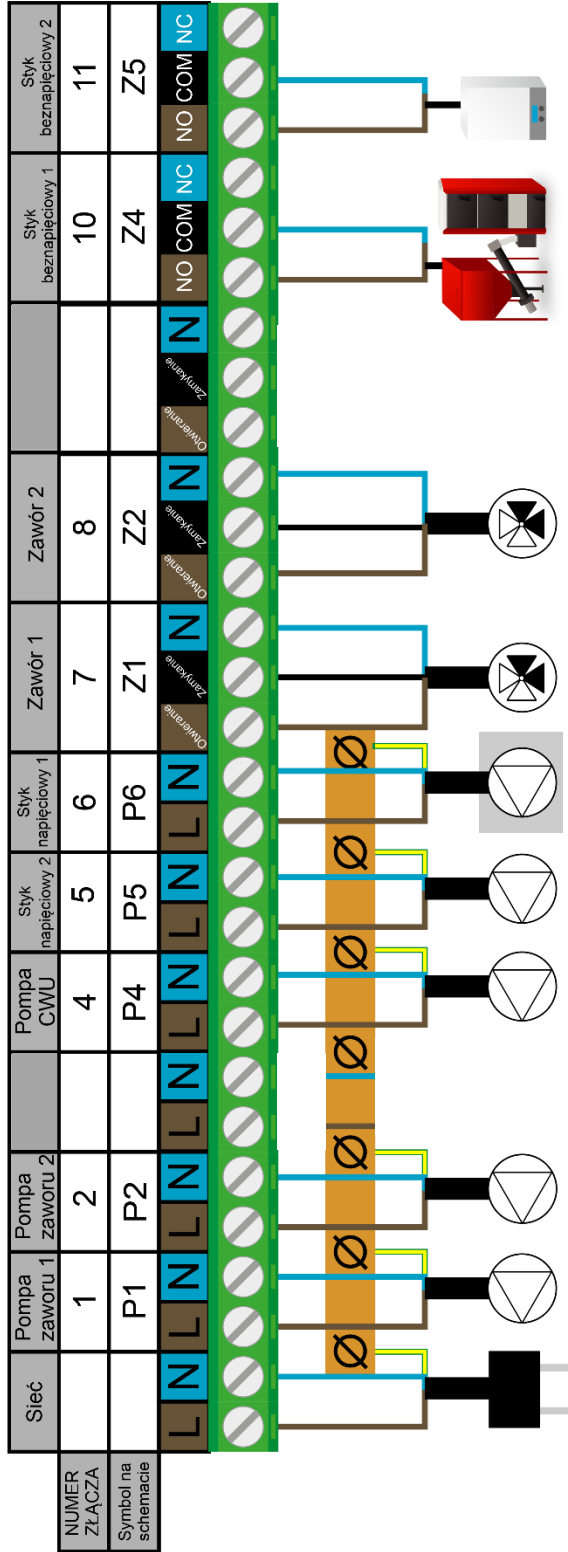 Sieć
Pompa
zaworu 1
Pompa
zaworu 2
Pompa
CWU
Styk
napięciowy 2
Styk
napięciowy 1
Zawór 1
Zawór 2
Styk
beznapięciowy 1
Styk
beznapięciowy 2
NUMER
ZŁĄCZA
1 2 4 5 6 7 8 10 11
Symbol na
schemacie
P1 P2 P4 P5 P6 Z1 Z2 Z4 Z5
L N L N L N L N L N L N L N Otwieranie Zamykanie N Otwieranie Zamykanie N Otwieranie Zamykanie N NO COM NC NO COM NC